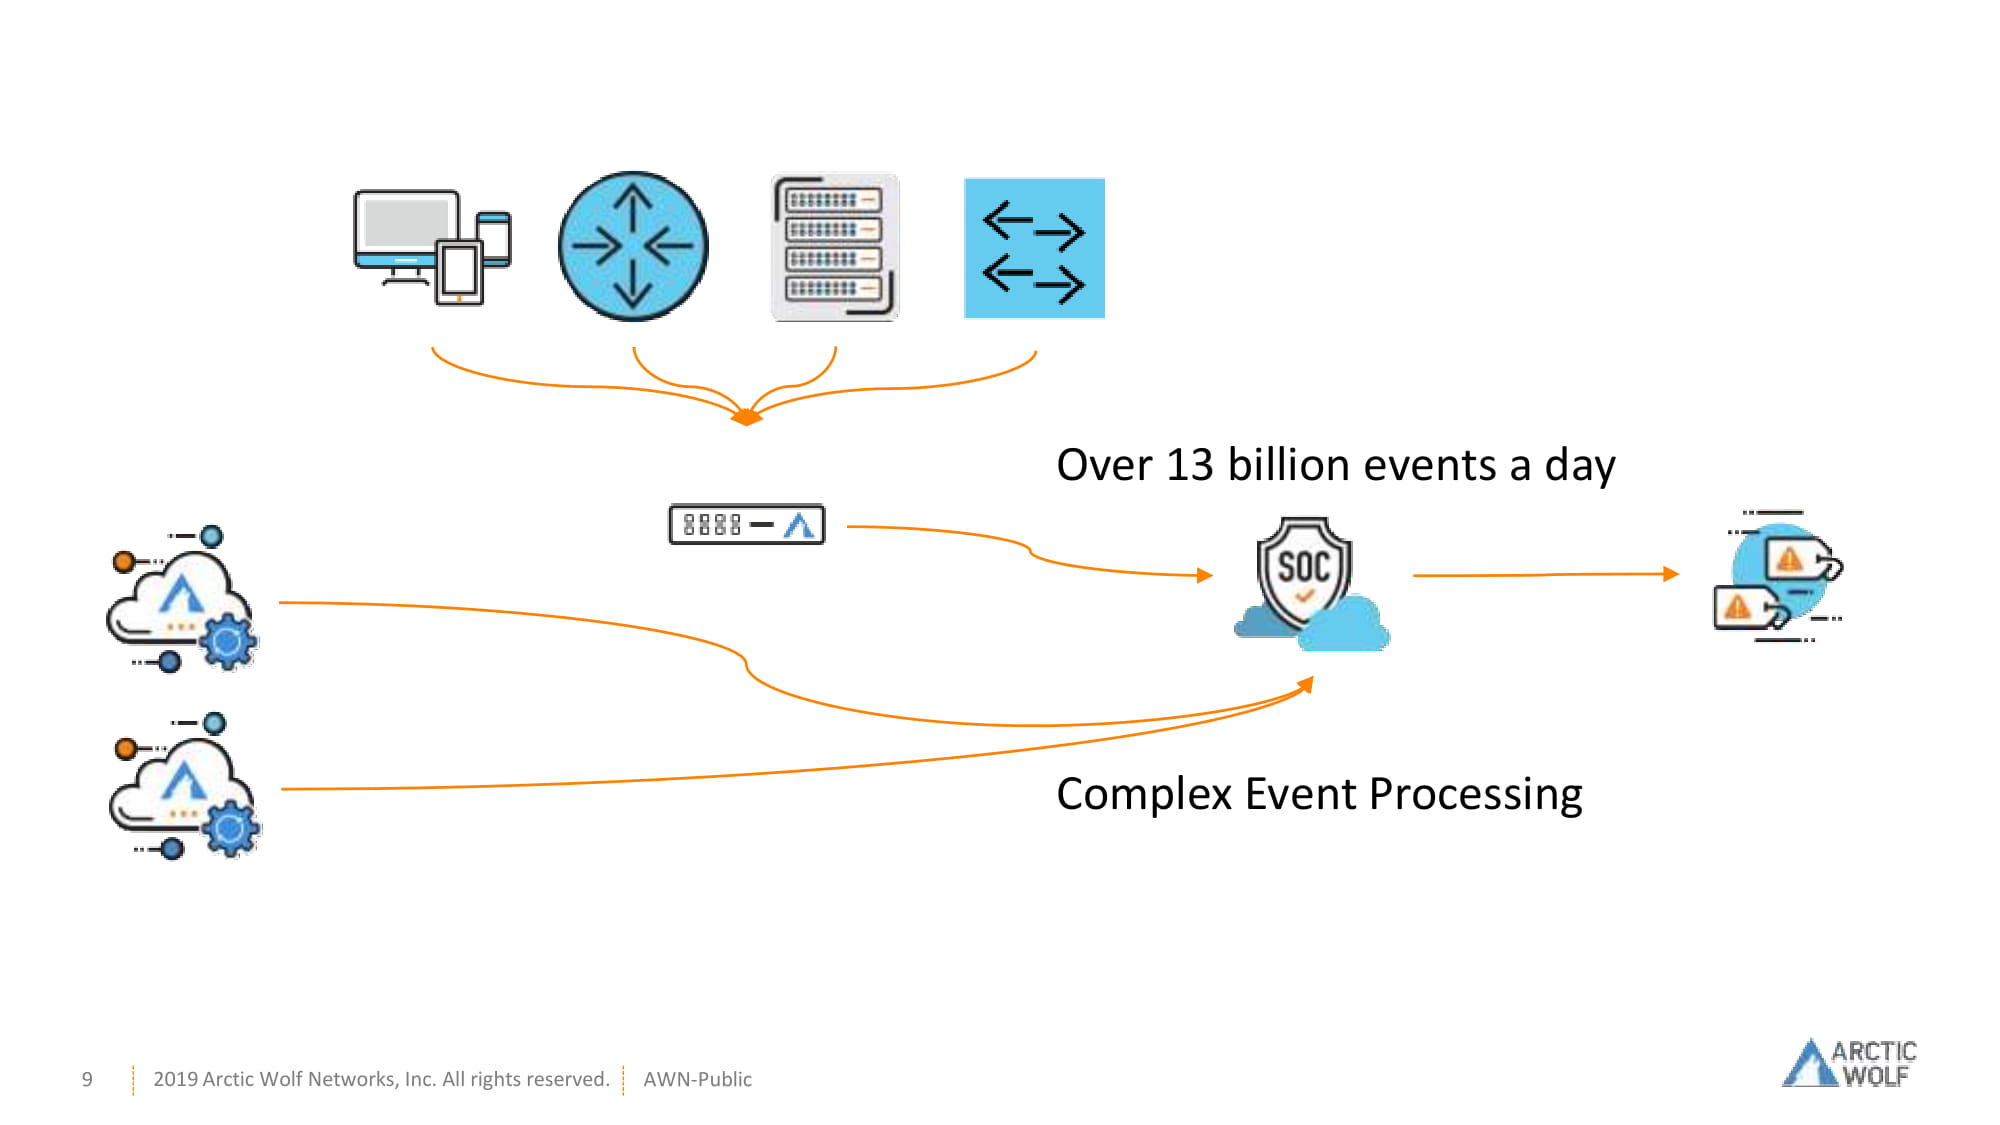 Over 13 billion events a day
SOC
Complex Event Processing
9
2019 Arctic Wolf Networks, Inc. All rights reserved.
AWN-Public
ARCTIC
WOLF